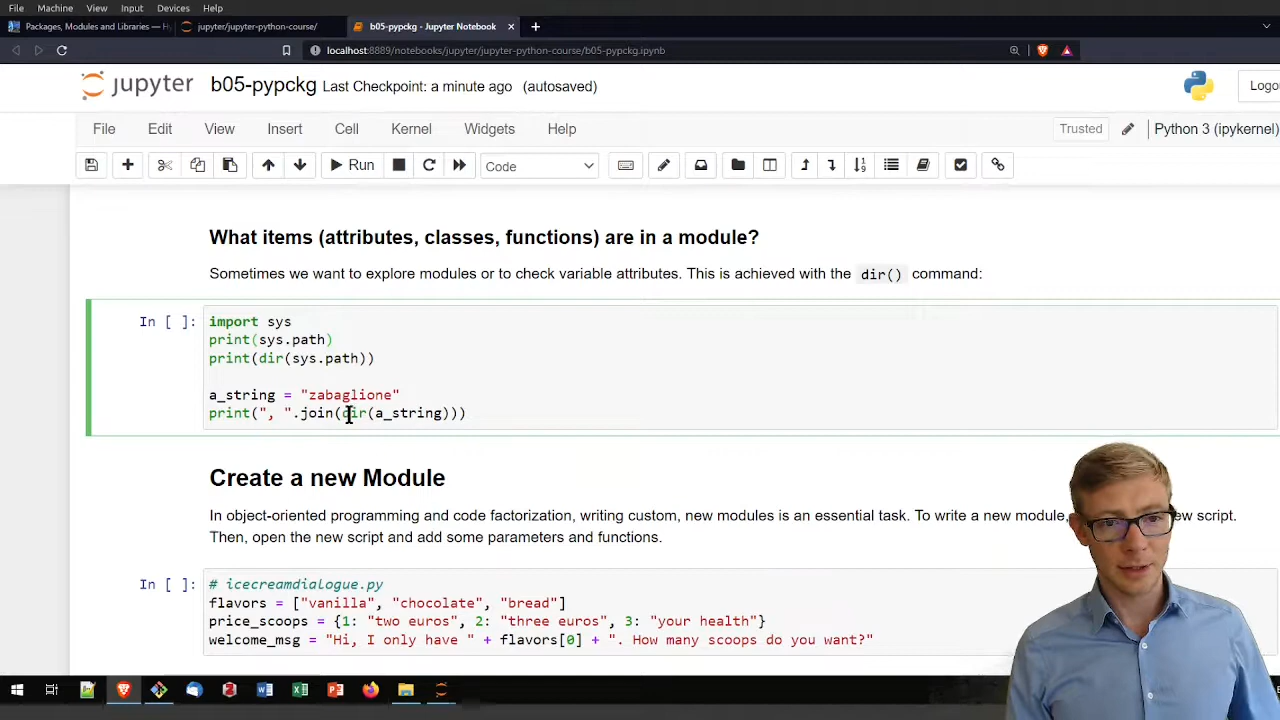 File Machine View Input Devices Help
Packages, Modules and Libraries — H
jupyter/jupyter-python-course/
b05-pypckg - Jupyter Notebook
localhost:8889/notebooks/jupyter/jupyter-python-course/b05-pypckg.ipynb
jupyter b05-pypckg Last Checkpoint: a minute ago (autosaved)
Logo
File Edit View Insert Cell Kernel Widgets Help
Trusted
Python 3 (ipykernel)
Run
Code
What items (attributes, classes, functions) are in a module?
Sometimes we want to explore modules or to check variable attributes. This is achieved with the dir() command:
In [ ]: import sys
print(sys.path)
print(dir(sys.path))
a_string = "zabaglione"
print(", ".join(dir(a_string)))
Create a new Module
In object-oriented programming and code factorization, writing custom, new modules is an essential task. To write a new module, ew script.
Then, open the new script and add some parameters and functions.
In [ ]: # icecreamdialogue.py
flavors = ["vanilla", "chocolate", "bread"]
price_scoops = {1: "two euros", 2: "three euros", 3: "your health"}
welcome_msg = "Hi, I only have " + flavors[0] + ". How many scoops do you want?"